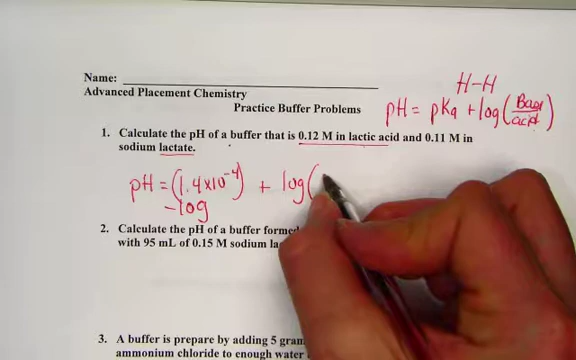 H-H
Name:
Advanced Placement Chemistry
Practice Buffer Problems
pH = pKa + log(Base/acid)
1. Calculate the pH of a buffer that is 0.12 M in lactic acid and 0.11 M in
sodium lactate.
pH = (1.4x10⁻⁴) + log(
-log
2. Calculate the pH of a buffer forme
with 95 mL of 0.15 M sodium la
3. A buffer is prepare by adding 5 gram
ammonium chloride to enough water